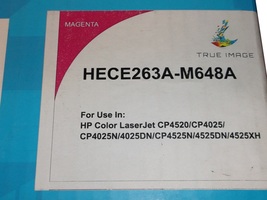 MAGENTA
TRUE IMAGE
HECE263A-M648A
For Use In:
HP Color LaserJet CP4520/CP4025/
CP4025N/4025DN/CP4525N/4525DN/4525XH